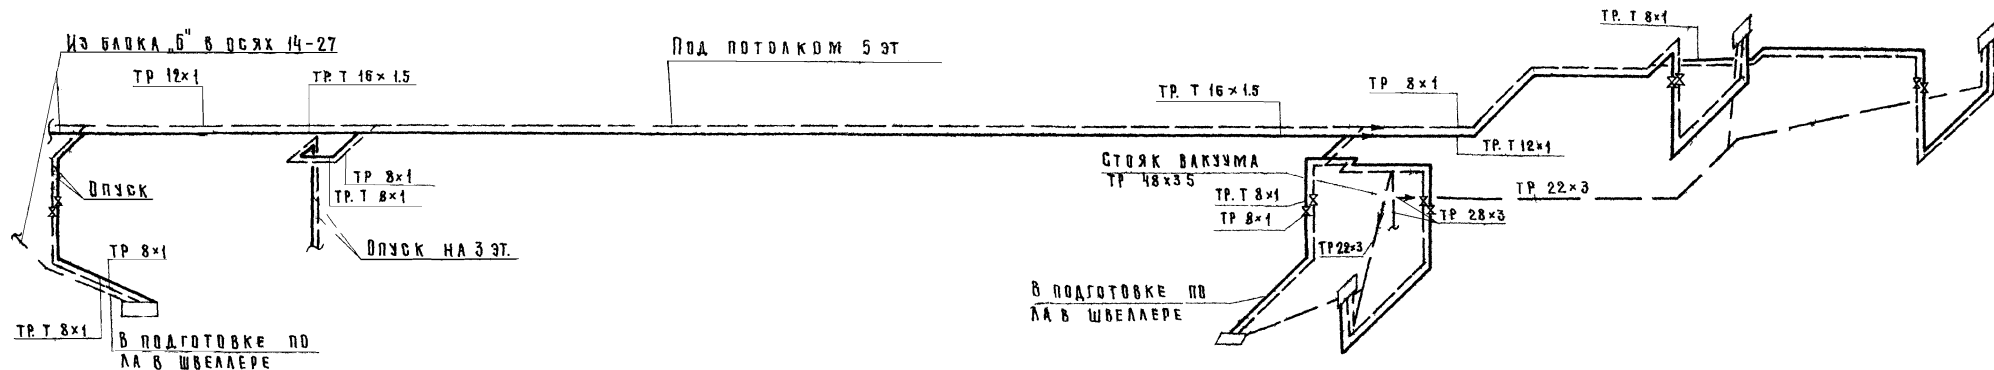 ТР. Т 8×1
Из блока „Б" в осях 14-27
Под потолком 5 эт
ТР 12×1
ТР. Т 16×1.5
ТР. Т 16×1.5
ТР 8×1
ТР. Т 12×1
Стояк вакуума
ТР 48×3.5
Опуск
ТР 8×1
ТР. Т 8×1
ТР. Т 8×1
ТР 8×1
ТР 22×3
ТР 28×3
Опуск на 3 эт.
ТР 22×3
ТР 8×1
В подготовке по
ла в швеллере
ТР. Т 8×1
В подготовке по
ла в швеллере